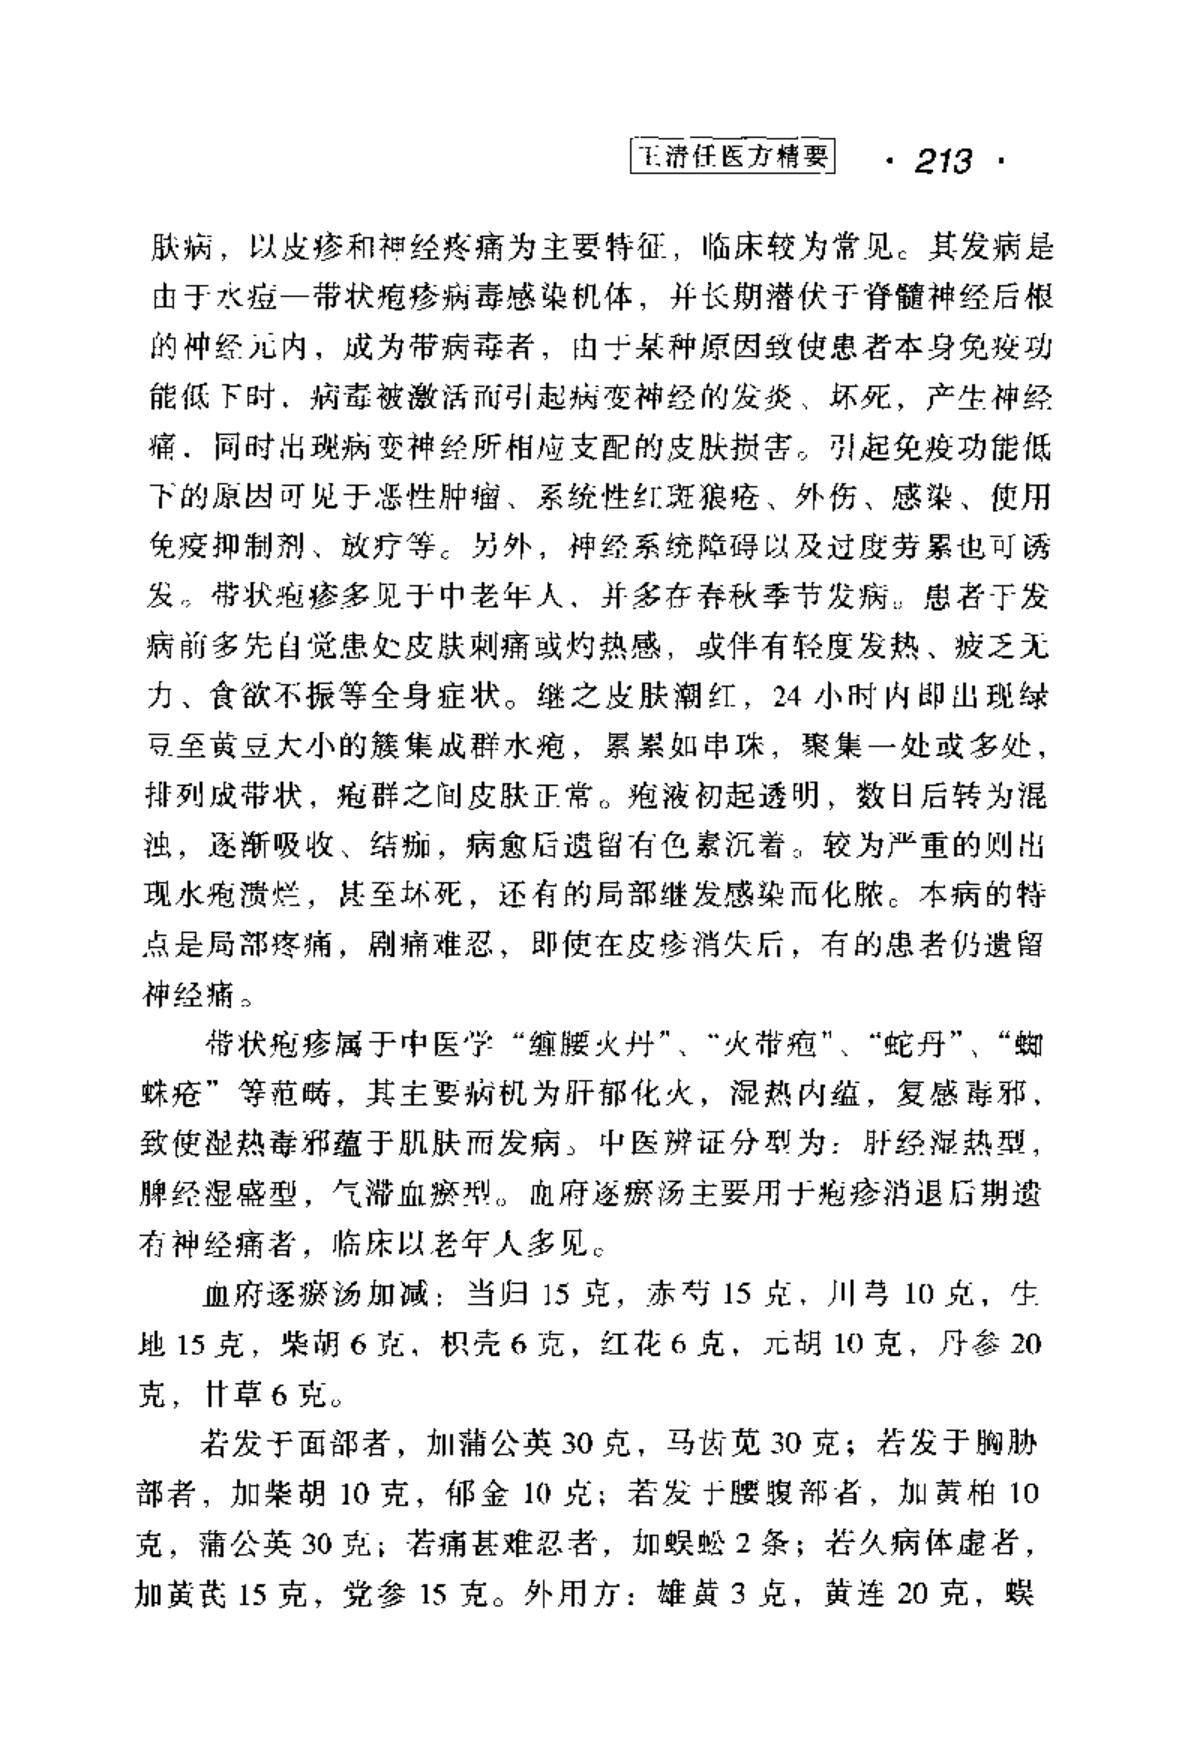 王清任医方精要 · 213 ·
肤病，以皮疹和神经疼痛为主要特征，临床较为常见。其发病是
由于水痘—带状疱疹病毒感染机体，并长期潜伏于脊髓神经后根
的神经元内，成为带病毒者，由于某种原因致使患者本身免疫功
能低下时，病毒被激活而引起病变神经的发炎、坏死，产生神经
痛，同时出现病变神经所相应支配的皮肤损害。引起免疫功能低
下的原因可见于恶性肿瘤、系统性红斑狼疮、外伤、感染、使用
免疫抑制剂、放疗等。另外，神经系统障碍以及过度劳累也可诱
发。带状疱疹多见于中老年人，并多在春秋季节发病。患者于发
病前多先自觉患处皮肤刺痛或灼热感，或伴有轻度发热、疲乏无
力、食欲不振等全身症状。继之皮肤潮红，24 小时内即出现绿
豆至黄豆大小的簇集成群水疱，累累如串珠，聚集一处或多处，
排列成带状，疱群之间皮肤正常。疱液初起透明，数日后转为混
浊，逐渐吸收、结痂，病愈后遗留有色素沉着。较为严重的则出
现水疱溃烂，甚至坏死，还有的局部继发感染而化脓。本病的特
点是局部疼痛，剧痛难忍，即使在皮疹消失后，有的患者仍遗留
神经痛。
带状疱疹属于中医学“缠腰火丹”、“火带疱”、“蛇丹”、“蜘
蛛疮”等范畴，其主要病机为肝郁化火，湿热内蕴，复感毒邪，
致使湿热毒邪蕴于肌肤而发病。中医辨证分型为：肝经湿热型，
脾经湿盛型，气滞血瘀型。血府逐瘀汤主要用于疱疹消退后期遗
有神经痛者，临床以老年人多见。
血府逐瘀汤加减：当归 15 克，赤芍 15 克，川芎 10 克，生
地 15 克，柴胡 6 克，枳壳 6 克，红花 6 克，元胡 10 克，丹参 20
克，甘草 6 克。
若发于面部者，加蒲公英 30 克，马齿苋 30 克；若发于胸胁
部者，加柴胡 10 克，郁金 10 克；若发于腰腹部者，加黄柏 10
克，蒲公英 30 克；若痛甚难忍者，加蜈蚣 2 条；若久病体虚者，
加黄芪 15 克，党参 15 克。外用方：雄黄 3 克，黄连 20 克，蜈